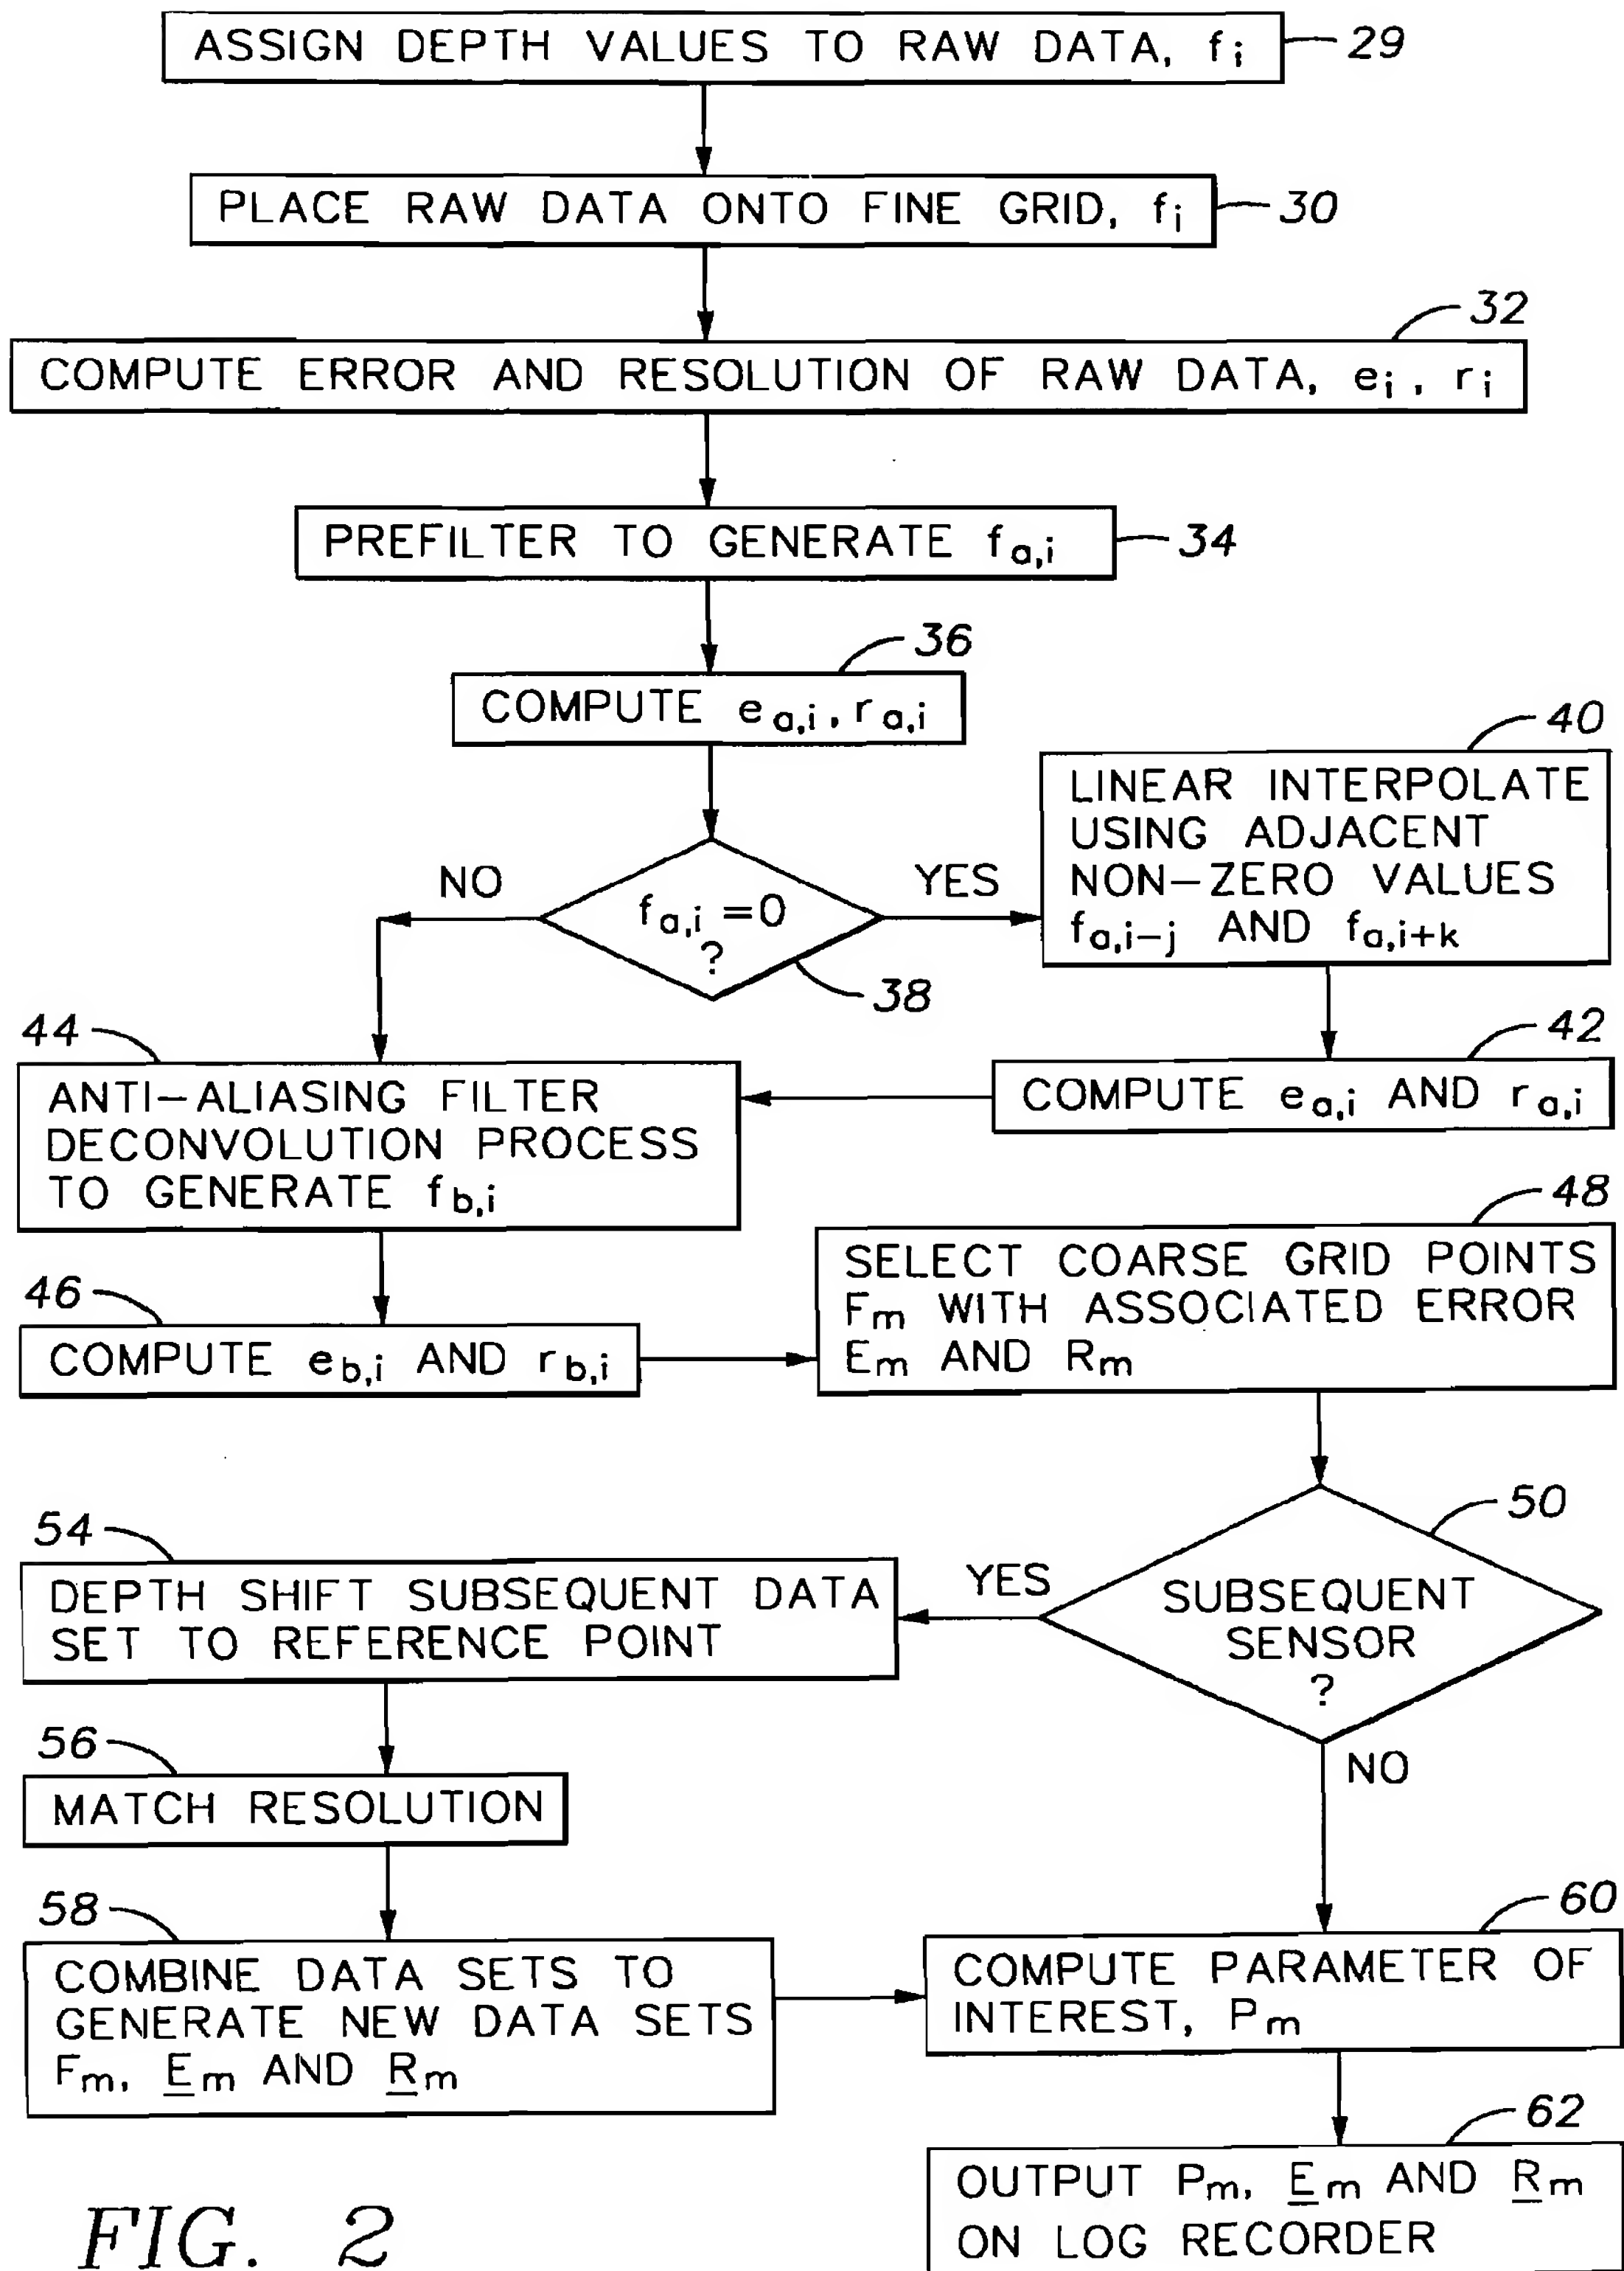 ASSIGN DEPTH VALUES TO RAW DATA, fi
29
PLACE RAW DATA ONTO FINE GRID, fi
30
32
COMPUTE ERROR AND RESOLUTION OF RAW DATA, ei, ri
PREFILTER TO GENERATE fa,i
34
36
COMPUTE ea,i, ra,i
40
LINEAR INTERPOLATE
USING ADJACENT
NON-ZERO VALUES
fa,i-j AND fa,i+k
NO
YES
fa,i=0
?
38
44
ANTI-ALIASING FILTER
DECONVOLUTION PROCESS
TO GENERATE fb,i
42
COMPUTE ea,i AND ra,i
46
COMPUTE eb,i AND rb,i
48
SELECT COARSE GRID POINTS
Fm WITH ASSOCIATED ERROR
Em AND Rm
50
SUBSEQUENT
SENSOR
?
YES
NO
54
DEPTH SHIFT SUBSEQUENT DATA
SET TO REFERENCE POINT
56
MATCH RESOLUTION
58
COMBINE DATA SETS TO
GENERATE NEW DATA SETS
Fm, Em AND Rm
60
COMPUTE PARAMETER OF
INTEREST, Pm
62
OUTPUT Pm, Em AND Rm
ON LOG RECORDER
FIG. 2